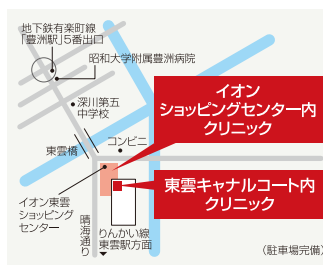 地下鉄有楽町線
「豊洲駅」5番出口
昭和大学附属豊洲病院
イオン
ショッピングセンター内
クリニック
深川第五
中学校
コンビニ
東雲橋
東雲キャナルコート内
クリニック
イオン東雲
ショッピング
センター
晴海通り
りんかい線
東雲駅方面
（駐車場完備）